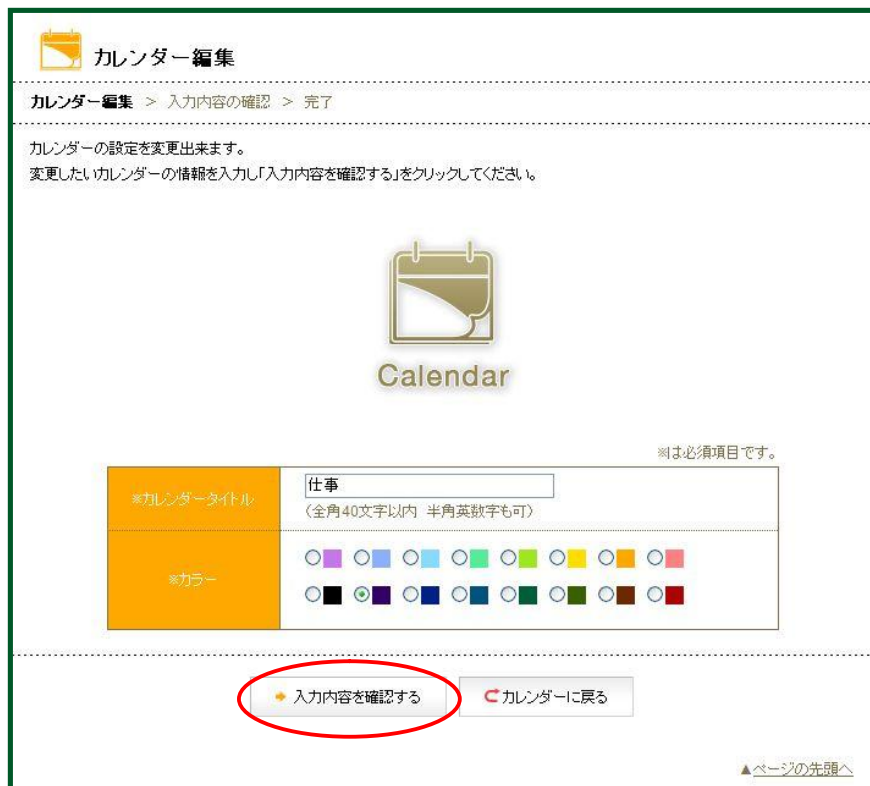 カレンダー編集
カレンダー編集 > 入力内容の確認 > 完了
カレンダーの設定を変更出来ます。
変更したいカレンダーの情報を入力し「入力内容を確認する」をクリックしてください。
Calendar
※は必須項目です。
※カレンダータイトル
仕事
（全角40文字以内 半角英数字も可）
※カラー
入力内容を確認する
カレンダーに戻る
▲ページの先頭へ